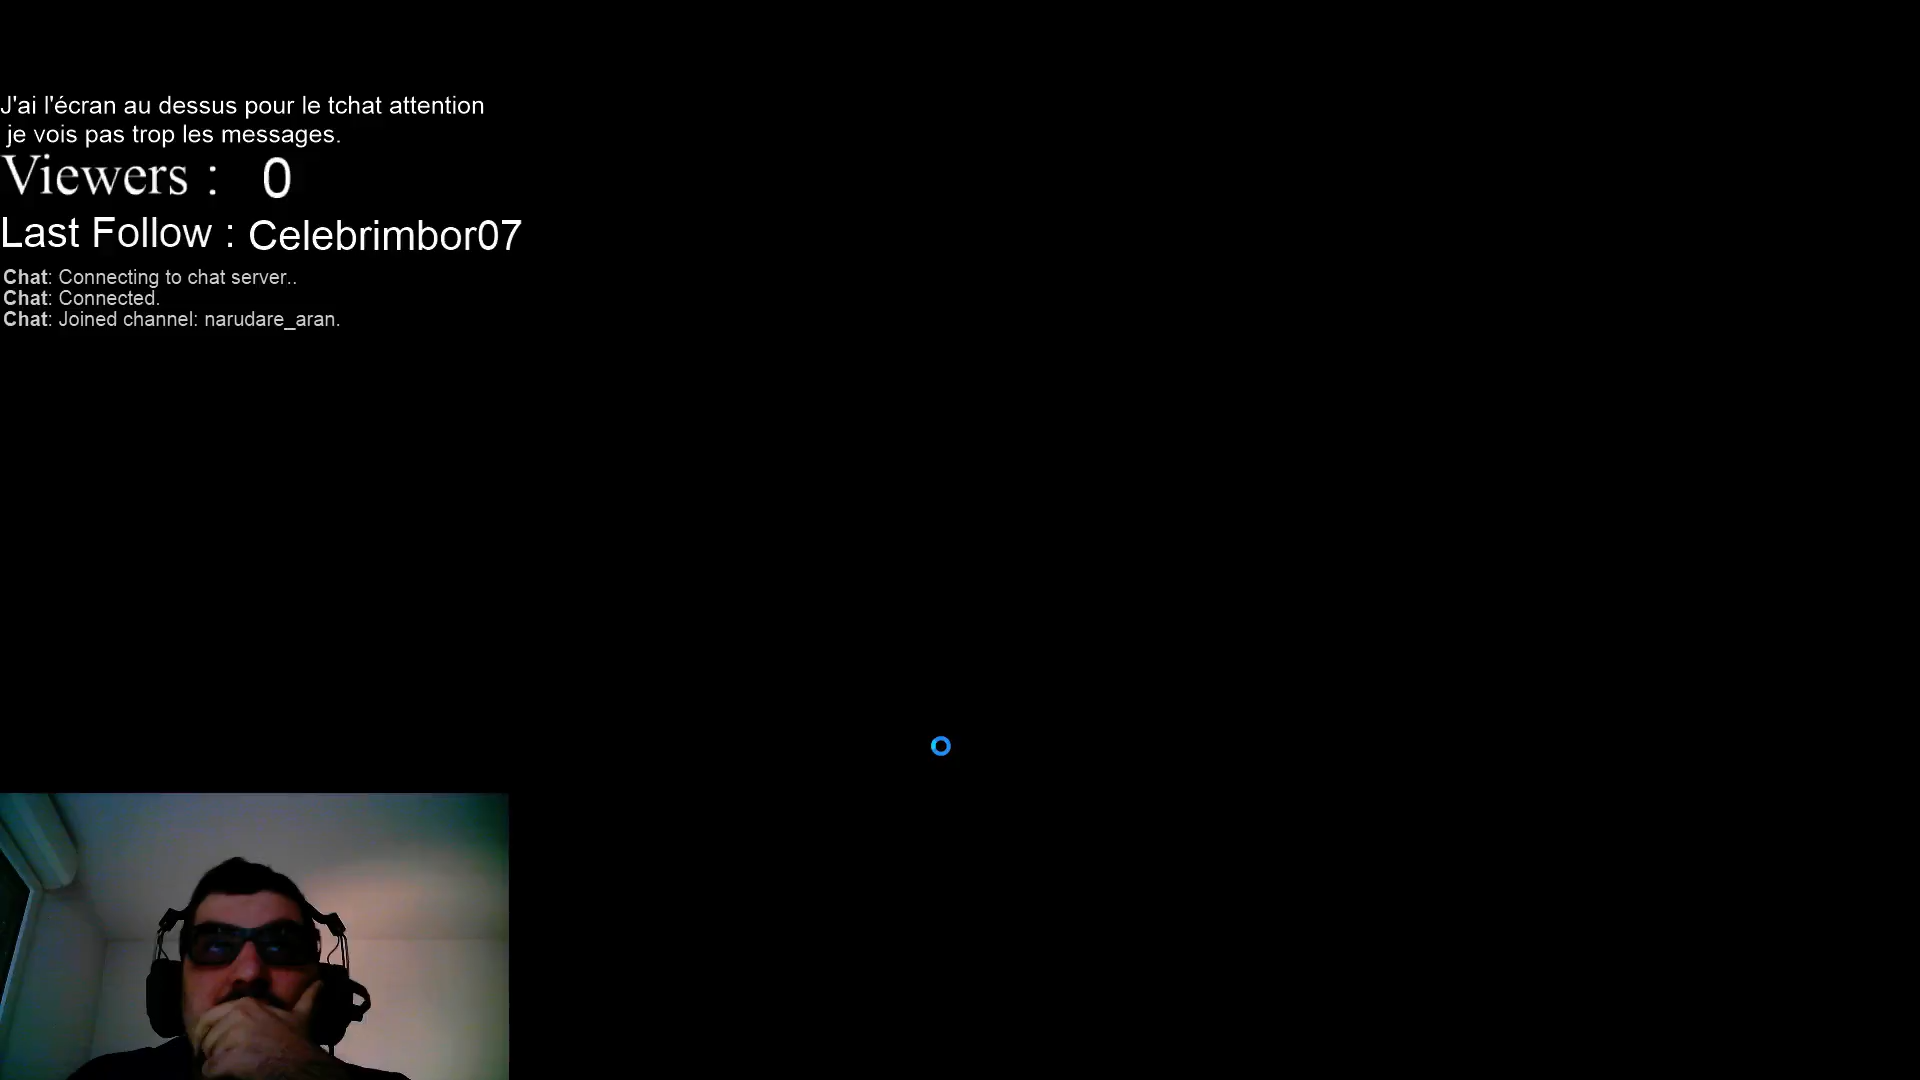 J'ai l'écran au dessus pour le tchat attention
je vois pas trop les messages.
Viewers : 0
Last Follow : Celebrimbor07
Chat: Connecting to chat server..
Chat: Connected.
Chat: Joined channel: narudare_aran.